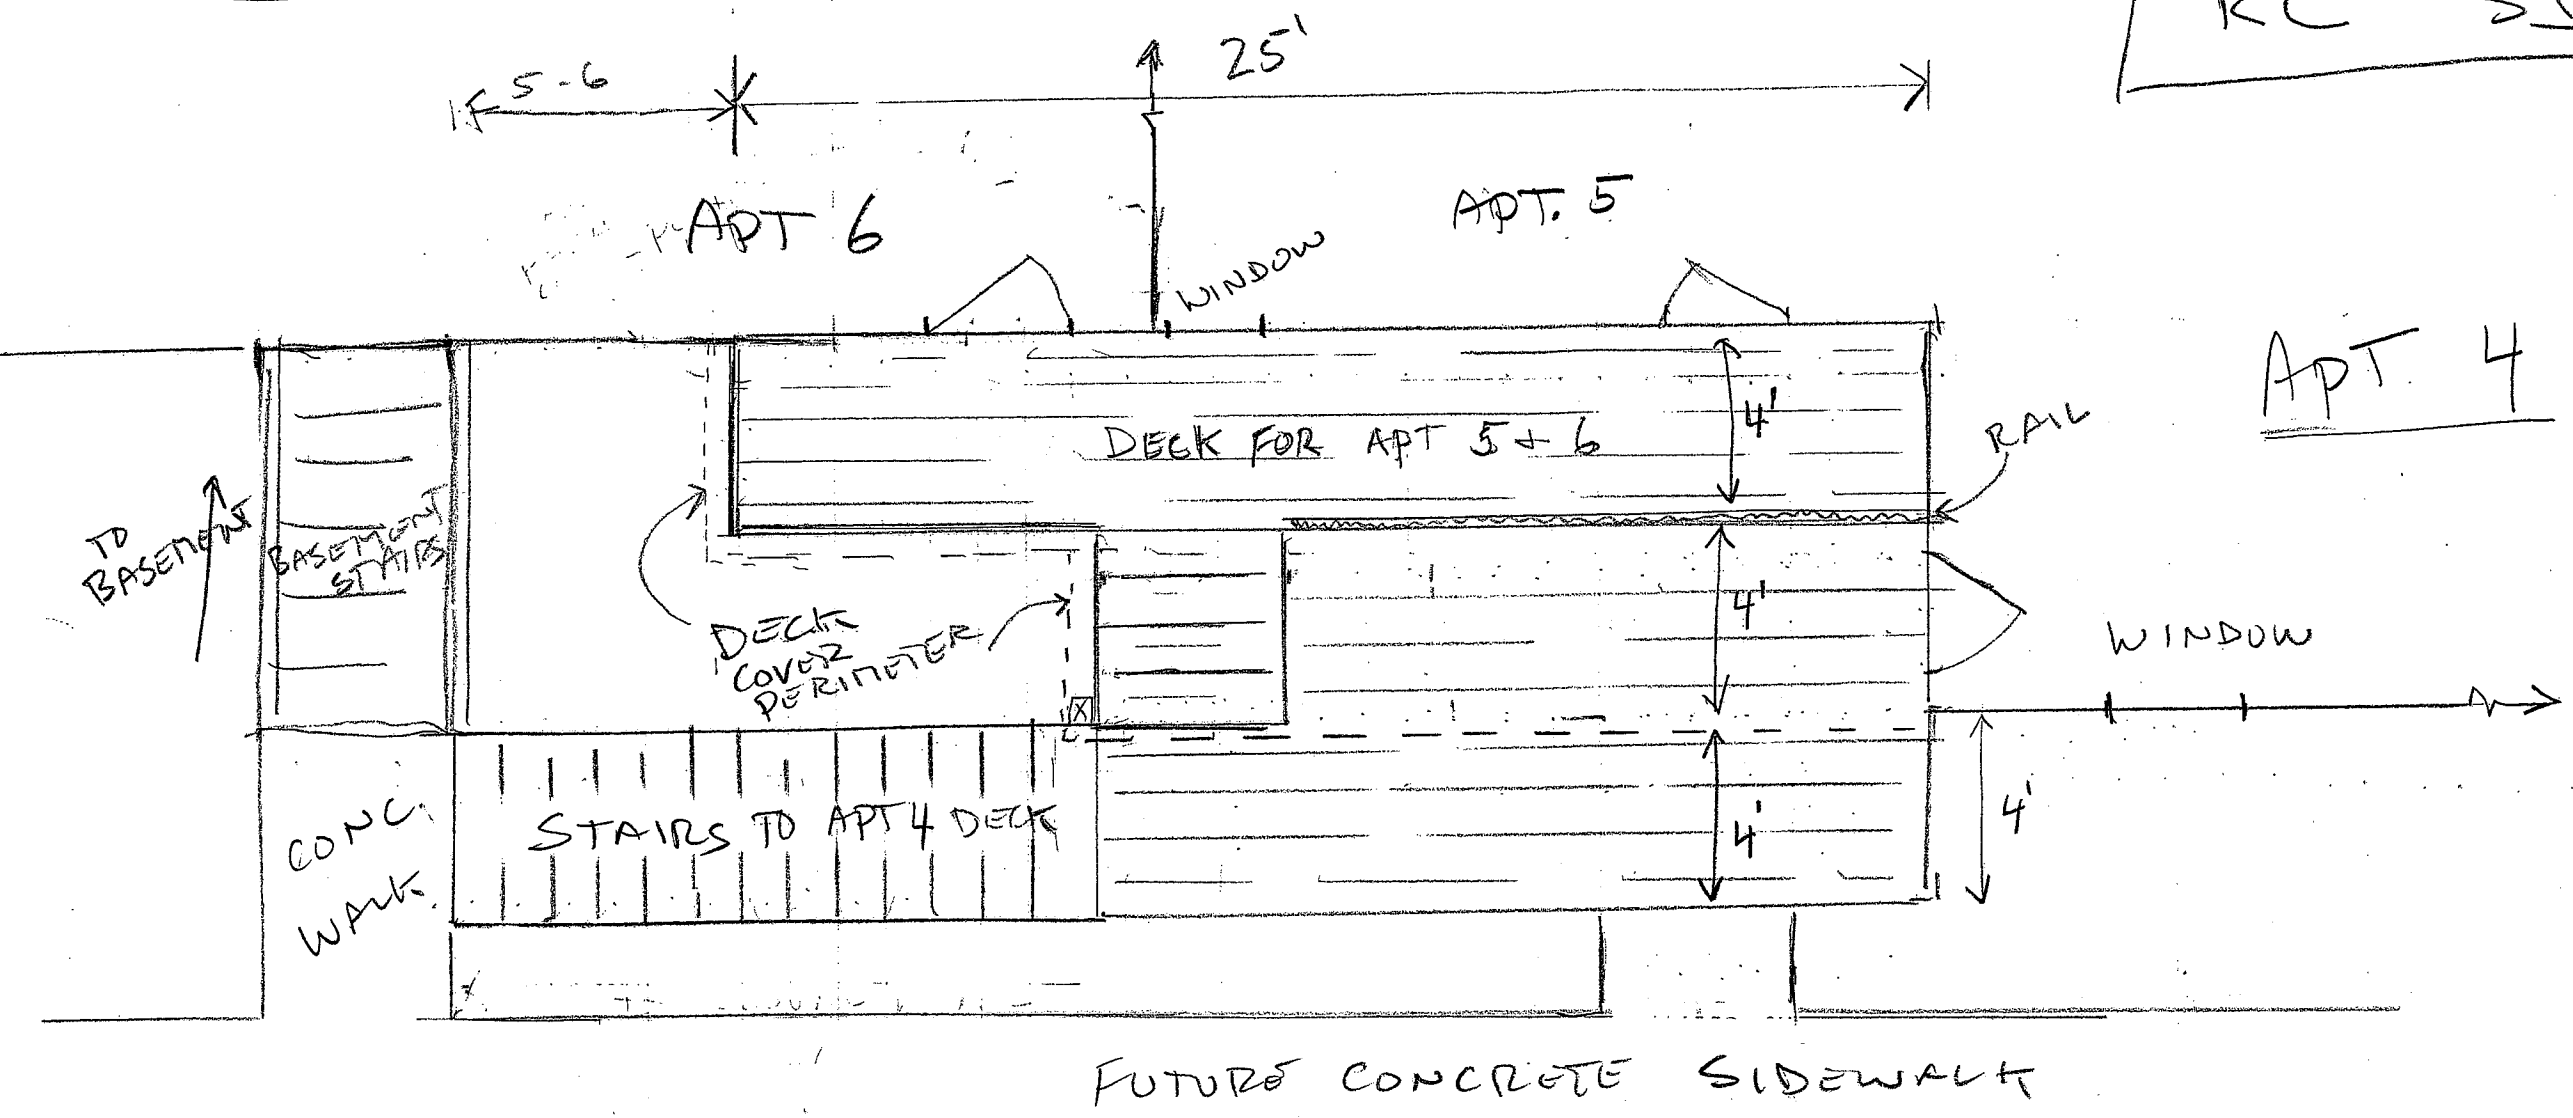 5-6
25'
APT 6
APT. 5
WINDOW
APT. 4
4'
DECK FOR APT 5 + 6
RAIL
TO
BASEMENT
BASEMENT
STAIRS
DECK
COVER
PERIMETER
4'
WINDOW
X
CONC.
WALK
STAIRS TO APT 4 DECK
4'
4'
FUTURE CONCRETE SIDEWALK